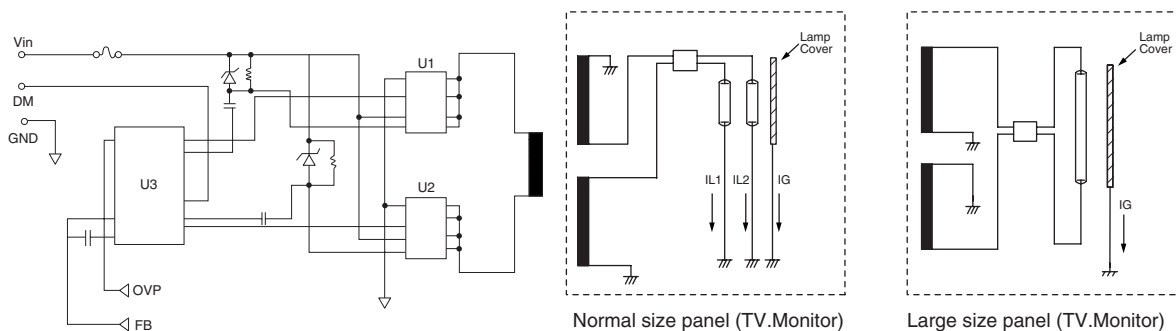 Vin
DM
GND
U3
OVP
FB
U1
U2
Lamp
Cover
IL1 IL2 IG
Normal size panel (TV.Monitor)
Lamp
Cover
IG
Large size panel (TV.Monitor)